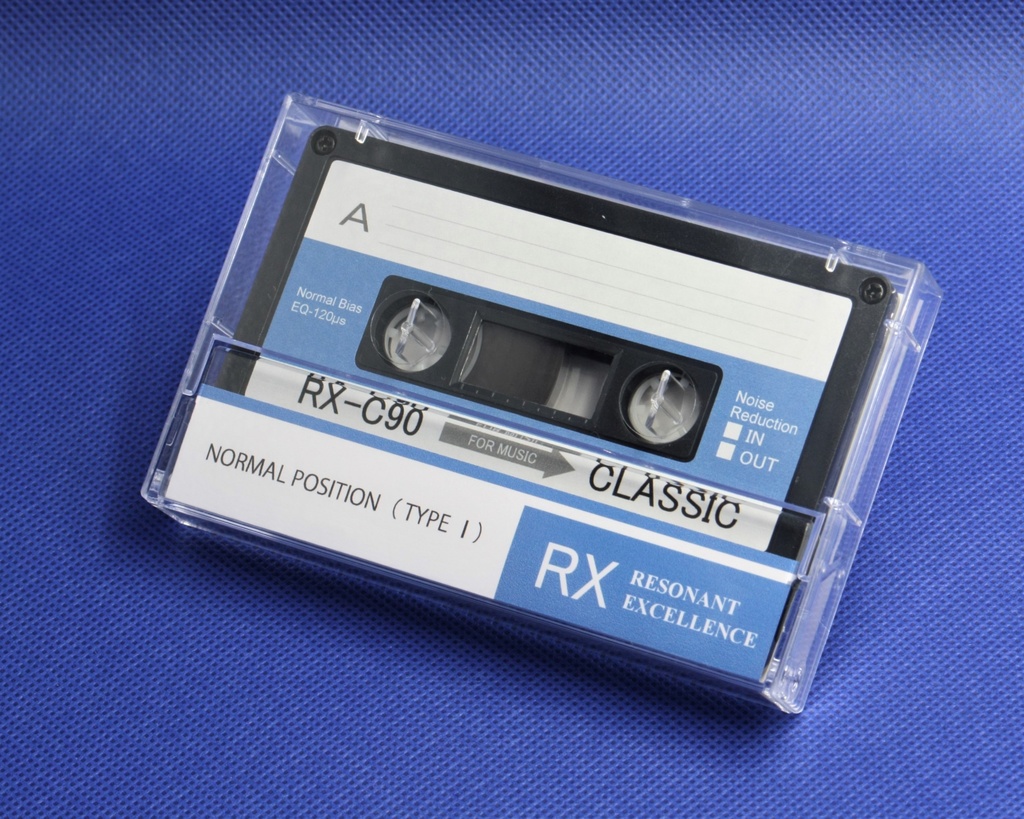 A
Normal Bias
EQ-120µs
Noise
Reduction
IN
OUT
RX-C90
FOR MUSIC
CLASSIC
NORMAL POSITION (TYPE I)
RX
RESONANT
EXCELLENCE